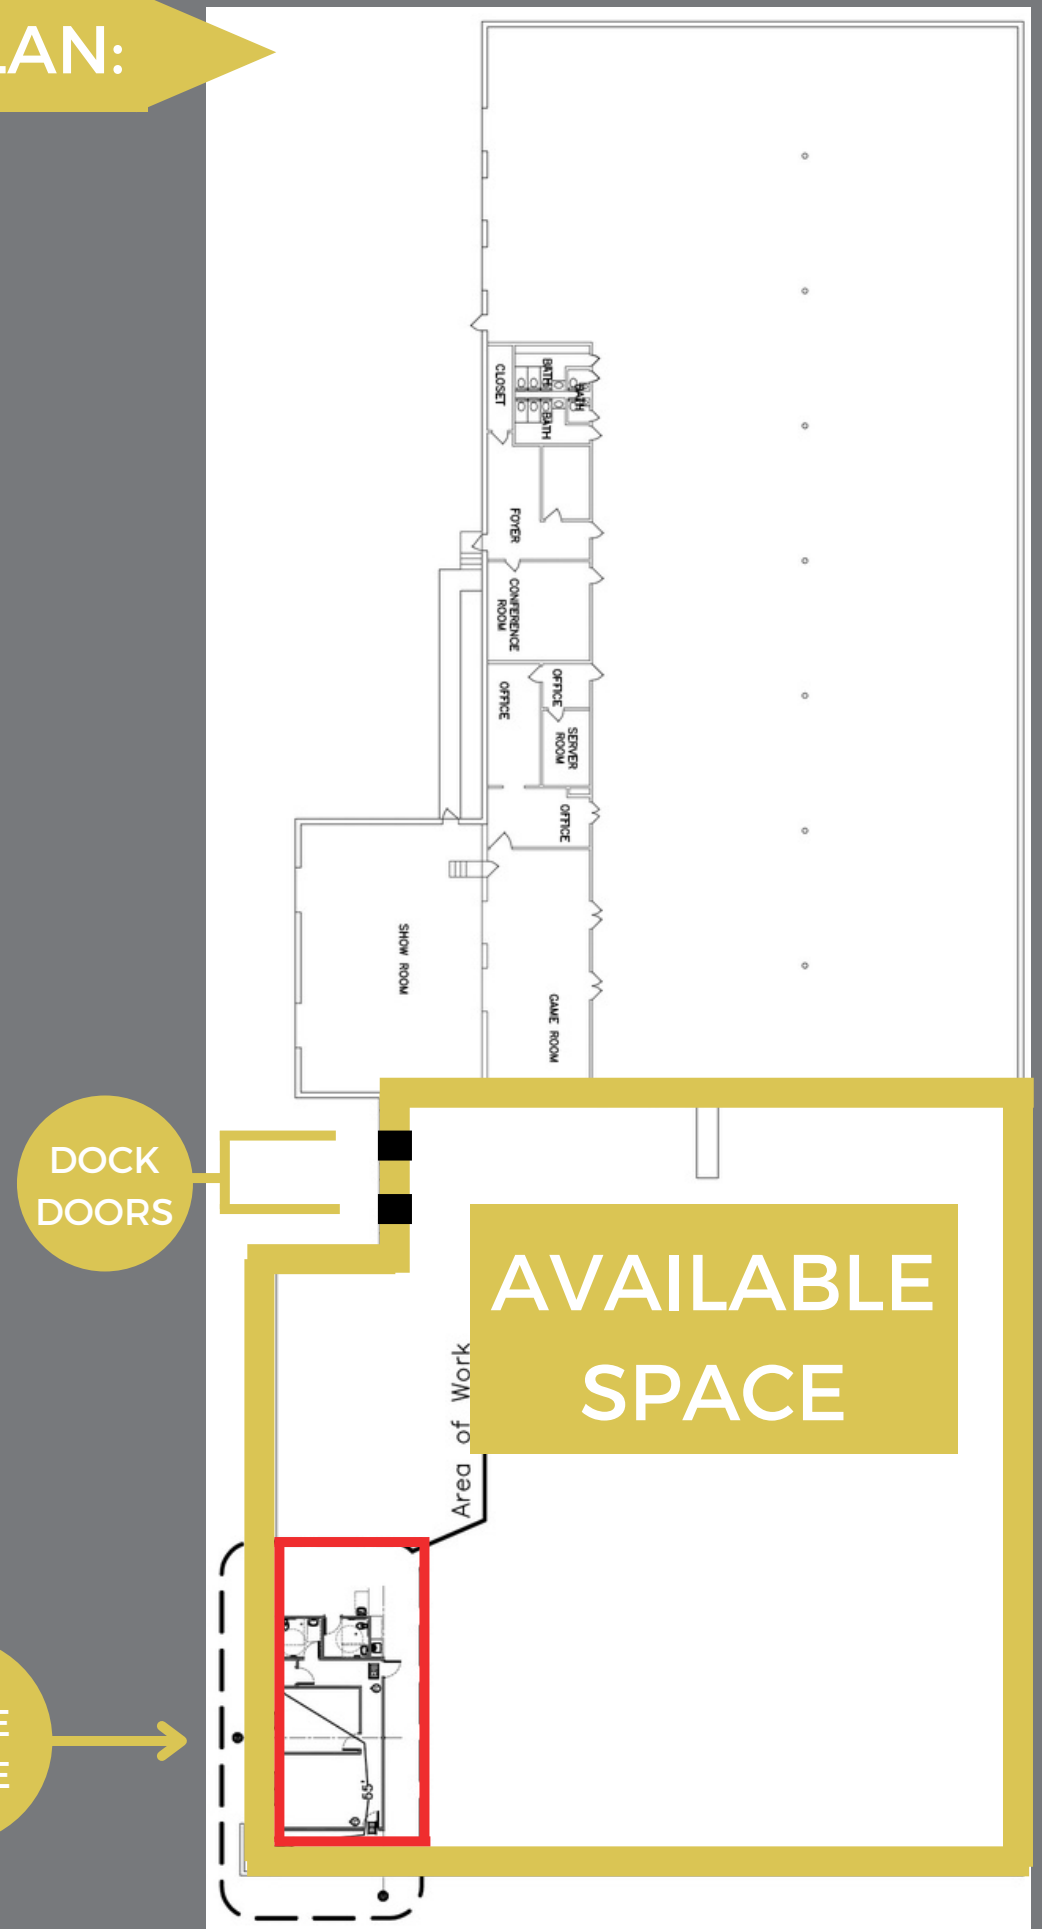 LAN:
BATH
BATH
BATH
CLOSET
FOYER
CONFERENCE
ROOM
OFFICE
OFFICE
SERVER
ROOM
OFFICE
SHOW ROOM
GAME ROOM
DOCK
DOORS
AVAILABLE
SPACE
Area of Work
E
E
65'